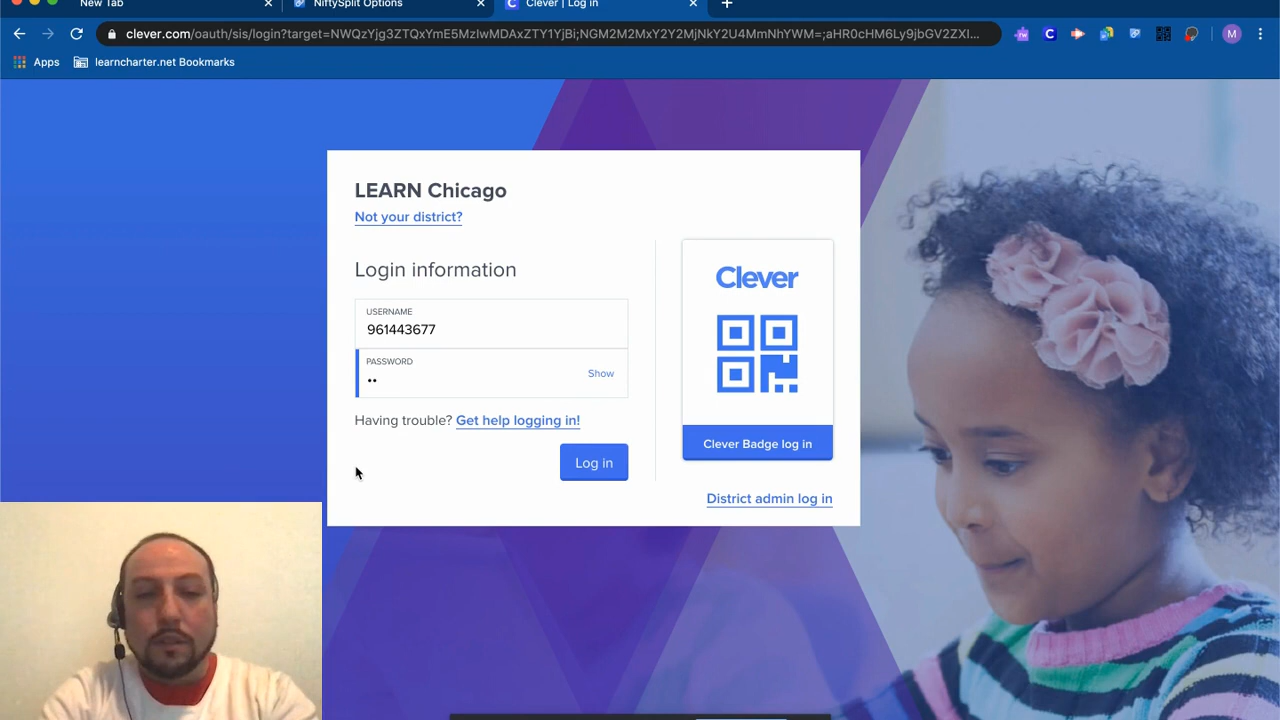 New Tab
NiftySplit Options
Clever | Log in
clever.com/oauth/sis/login?target=NWQzYjg3ZTQxYmE5MzIwMDAxZTY1YjBi;NGM2M2MxY2Y2MjNkY2U4MmNhYWM=;aHR0cHM6Ly9jbGV2ZXI...
M
Apps
learncharter.net Bookmarks
LEARN Chicago
Not your district?
Login information
USERNAME
961443677
PASSWORD
Show
Having trouble? Get help logging in!
Log in
Clever
Clever Badge log in
District admin log in